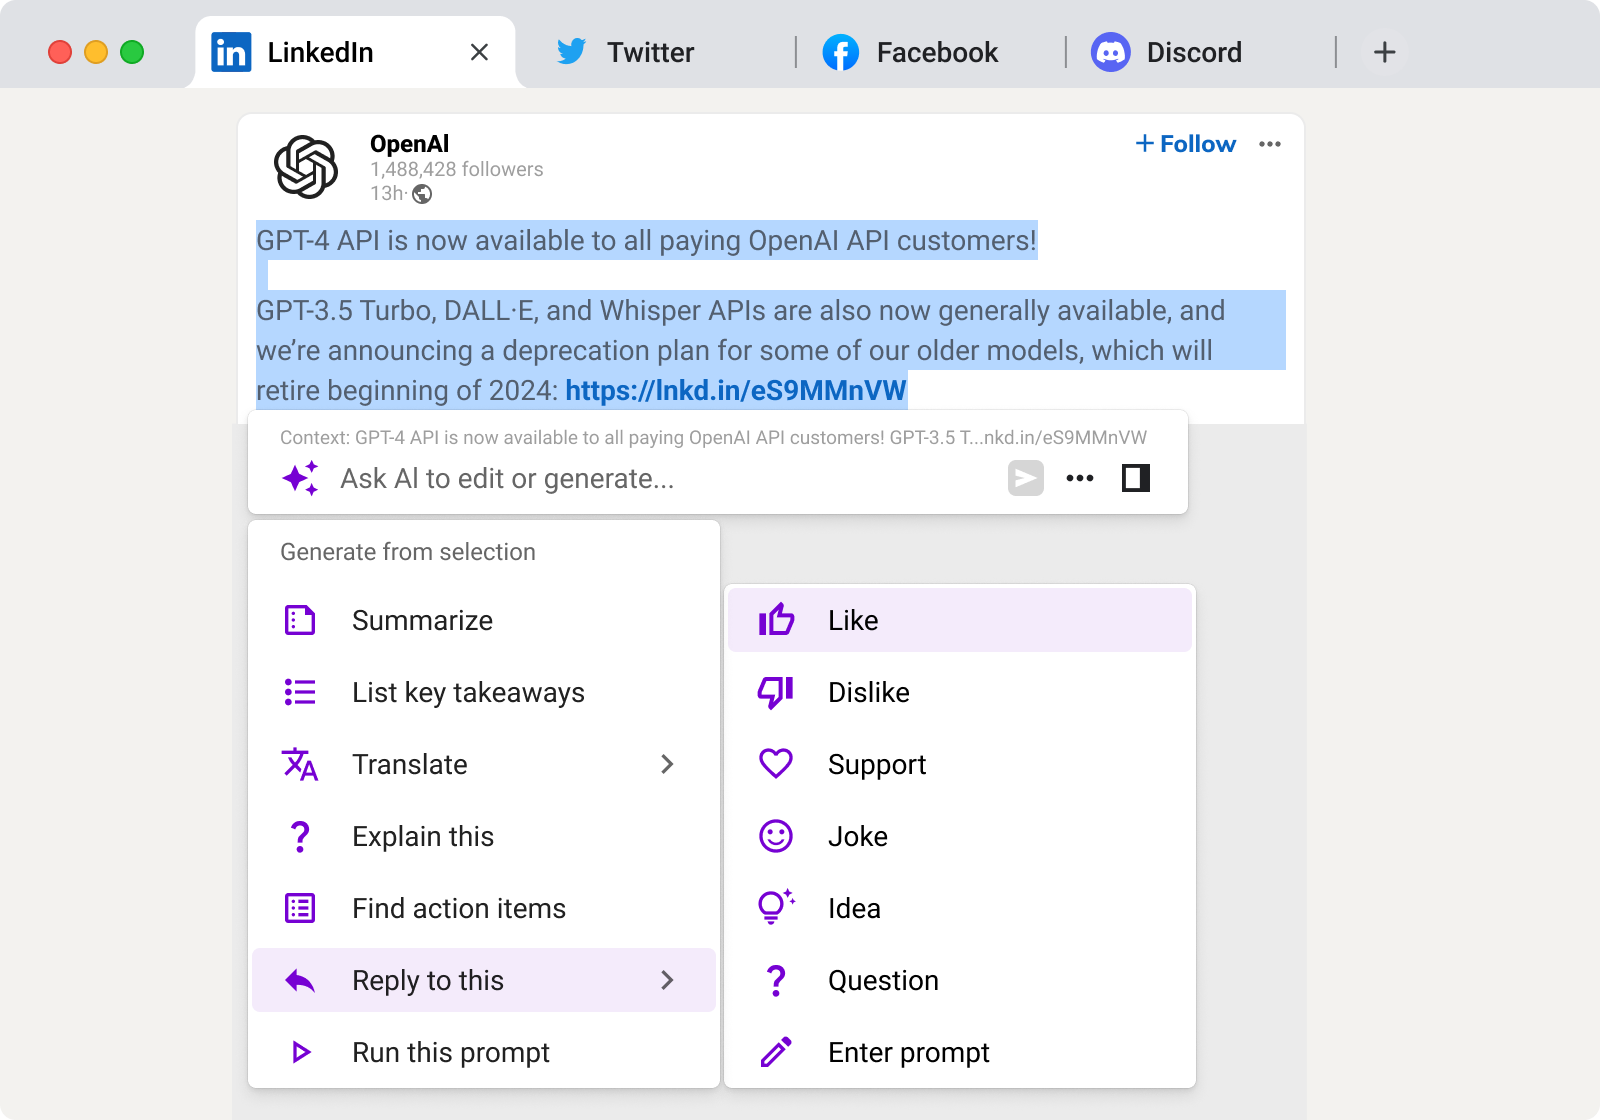 LinkedIn
Twitter
Facebook
Discord
OpenAI
+ Follow
1,488,428 followers
13h·
GPT-4 API is now available to all paying OpenAI API customers!
GPT-3.5 Turbo, DALL·E, and Whisper APIs are also now generally available, and
we’re announcing a deprecation plan for some of our older models, which will
retire beginning of 2024: https://lnkd.in/eS9MMnVW
Context: GPT-4 API is now available to all paying OpenAI API customers! GPT-3.5 T...nkd.in/eS9MMnVW
Ask AI to edit or generate...
Generate from selection
Summarize
List key takeaways
Translate
Explain this
Find action items
Reply to this
Run this prompt
Like
Dislike
Support
Joke
Idea
Question
Enter prompt